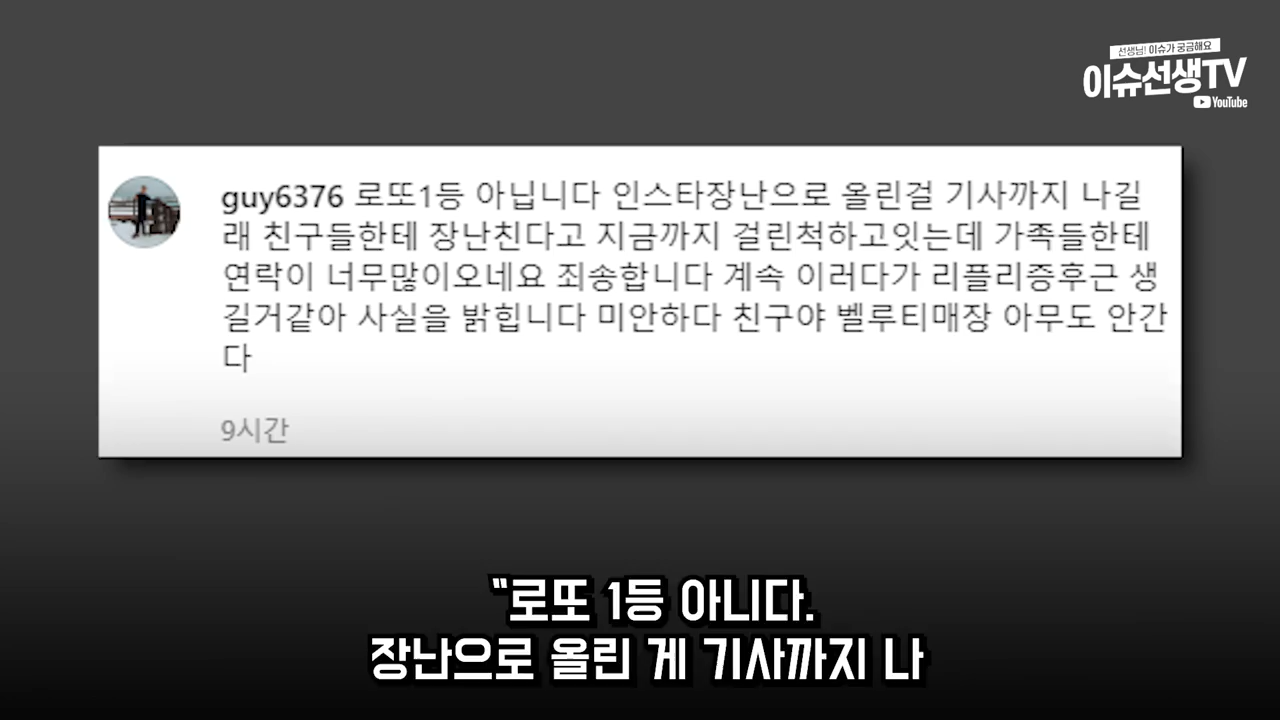 선생님! 이슈가 궁금해요
이슈선생TV
YouTube
guy6376 로또1등 아닙니다 인스타장난으로 올린걸 기사까지 나길
래 친구들한테 장난친다고 지금까지 걸린척하고잇는데 가족들한테
연락이 너무많이오네요 죄송합니다 계속 이러다가 리플리증후근 생
길거같아 사실을 밝힙니다 미안하다 친구야 벨루티매장 아무도 안간
다
9시간
“로또 1등 아니다.
장난으로 올린 게 기사까지 나